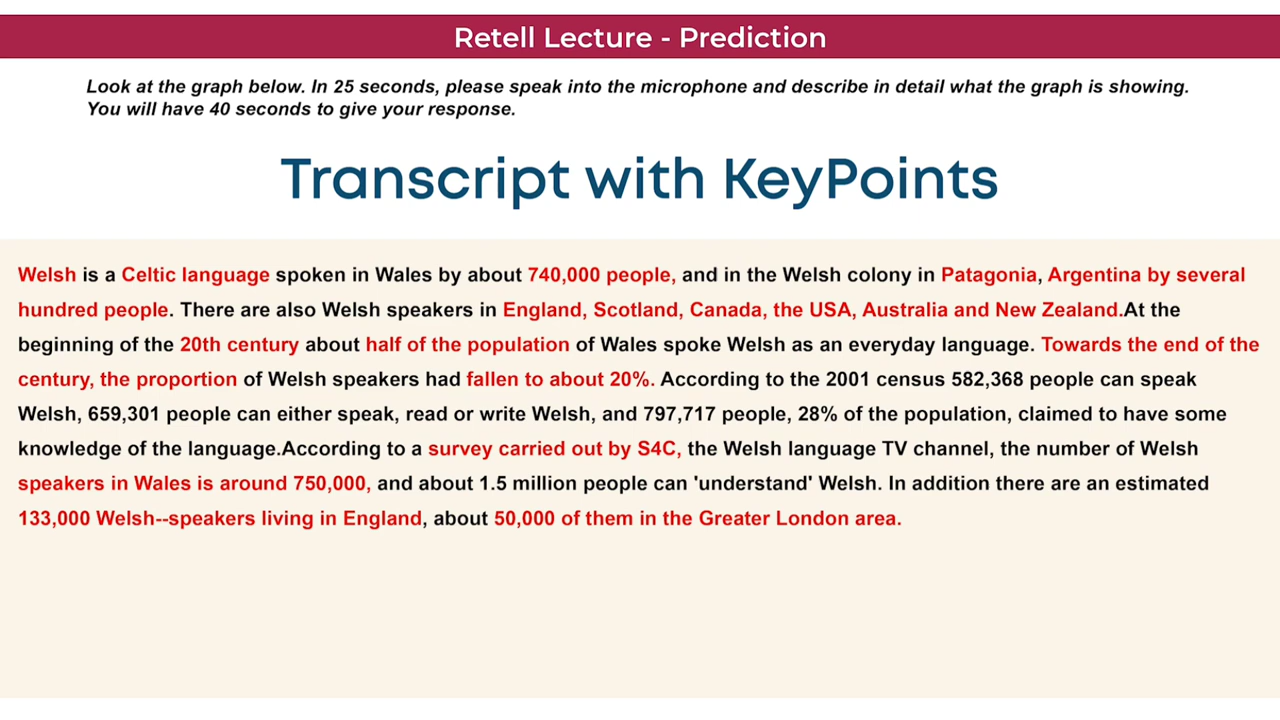 Retell Lecture - Prediction
Look at the graph below. In 25 seconds, please speak into the microphone and describe in detail what the graph is showing.
You will have 40 seconds to give your response.
Transcript with KeyPoints
Welsh is a Celtic language spoken in Wales by about 740,000 people, and in the Welsh colony in Patagonia, Argentina by several
hundred people. There are also Welsh speakers in England, Scotland, Canada, the USA, Australia and New Zealand.At the
beginning of the 20th century about half of the population of Wales spoke Welsh as an everyday language. Towards the end of the
century, the proportion of Welsh speakers had fallen to about 20%. According to the 2001 census 582,368 people can speak
Welsh, 659,301 people can either speak, read or write Welsh, and 797,717 people, 28% of the population, claimed to have some
knowledge of the language.According to a survey carried out by S4C, the Welsh language TV channel, the number of Welsh
speakers in Wales is around 750,000, and about 1.5 million people can 'understand' Welsh. In addition there are an estimated
133,000 Welsh--speakers living in England, about 50,000 of them in the Greater London area.